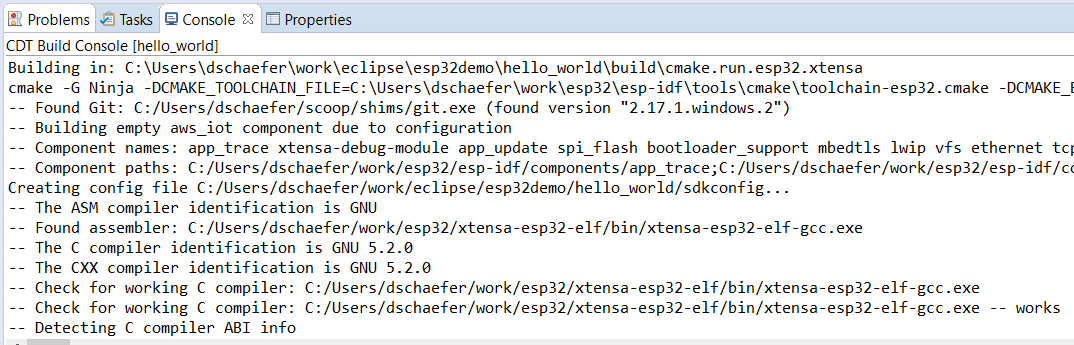 Problems Tasks Console Properties
CDT Build Console [hello_world]
Building in: C:\Users\dschaefer\work\eclipse\esp32demo\hello_world\build\cmake.run.esp32.xtensa
cmake -G Ninja -DCMAKE_TOOLCHAIN_FILE=C:\Users\dschaefer\work\esp32\esp-idf\tools\cmake\toolchain-esp32.cmake -DCMAKE_E
-- Found Git: C:/Users/dschaefer/scoop/shims/git.exe (found version "2.17.1.windows.2")
-- Building empty aws_iot component due to configuration
-- Component names: app_trace xtensa-debug-module app_update spi_flash bootloader_support mbedtls lwip vfs ethernet tcp
-- Component paths: C:/Users/dschaefer/work/esp32/esp-idf/components/app_trace;C:/Users/dschaefer/work/esp32/esp-idf/co
Creating config file C:/Users/dschaefer/work/eclipse/esp32demo/hello_world/sdkconfig...
-- The ASM compiler identification is GNU
-- Found assembler: C:/Users/dschaefer/work/esp32/xtensa-esp32-elf/bin/xtensa-esp32-elf-gcc.exe
-- The C compiler identification is GNU 5.2.0
-- The CXX compiler identification is GNU 5.2.0
-- Check for working C compiler: C:/Users/dschaefer/work/esp32/xtensa-esp32-elf/bin/xtensa-esp32-elf-gcc.exe
-- Check for working C compiler: C:/Users/dschaefer/work/esp32/xtensa-esp32-elf/bin/xtensa-esp32-elf-gcc.exe -- works
-- Detecting C compiler ABI info